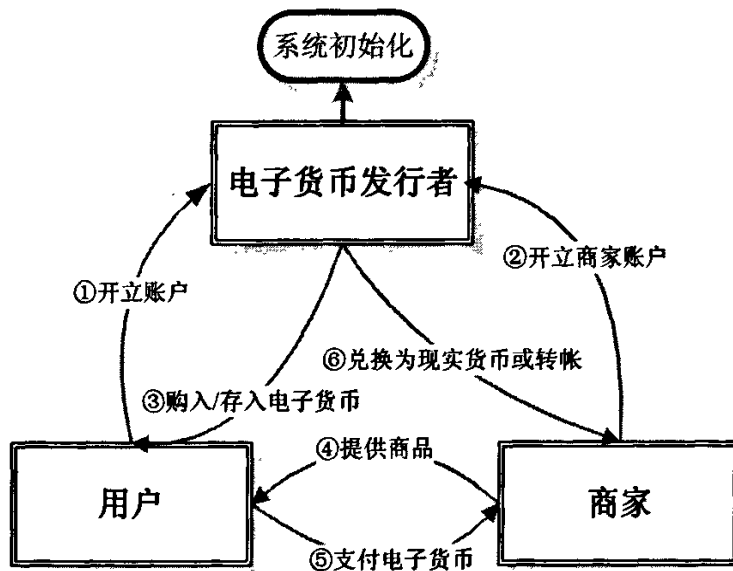 系统初始化
电子货币发行者
②开立商家账户
①开立账户
⑥兑换为现实货币或转帐
③购入/存入电子货币
④提供商品
用户
商家
⑤支付电子货币